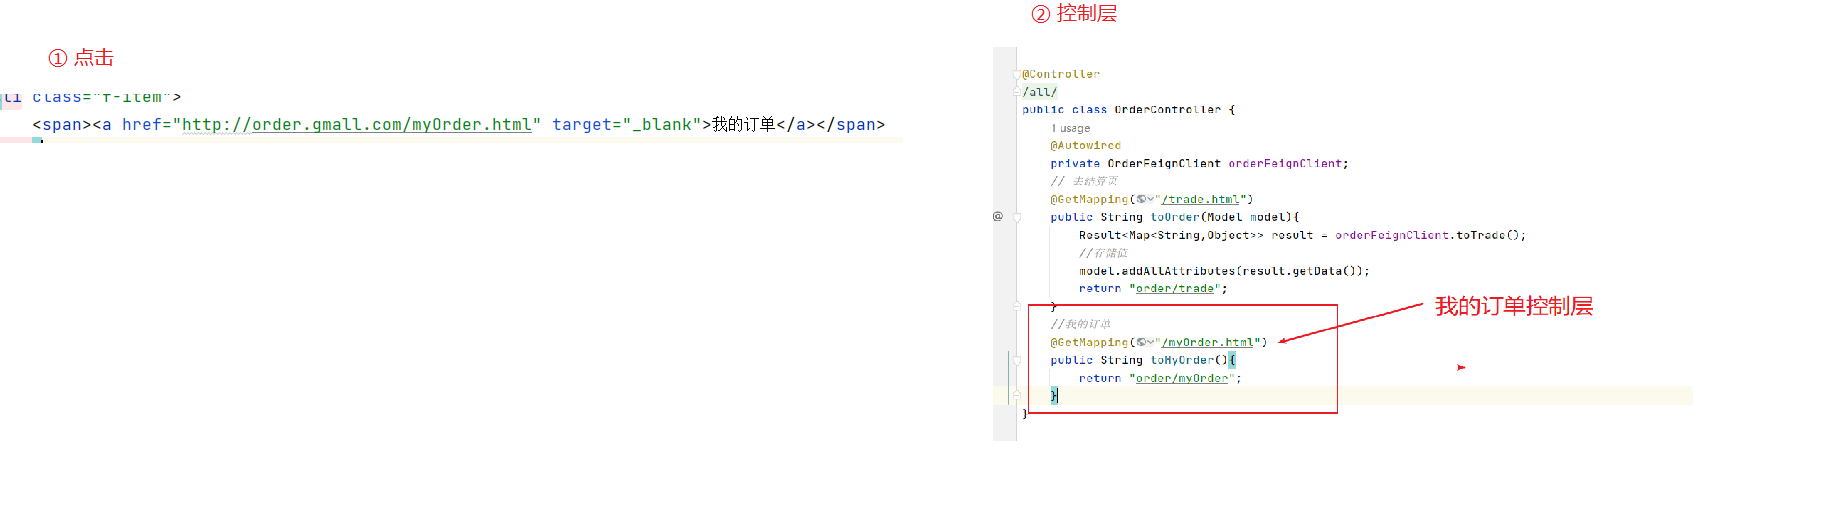 ① 点击
li class="f-item">
<span><a href="http://order.gmall.com/myOrder.html" target="_blank">我的订单</a></span>
② 控制层
@Controller
/all/
public class OrderController {
1 usage
@Autowired
private OrderFeignClient orderFeignClient;
// 去结算页
@GetMapping("/trade.html")
@ public String toOrder(Model model){
Result<Map<String,Object>> result = orderFeignClient.toTrade();
//存储值
model.addAllAttributes(result.getData());
return "order/trade";
}
我的订单控制层
//我的订单
@GetMapping("/myOrder.html")
public String toMyOrder(){
return "order/myOrder";
}
}